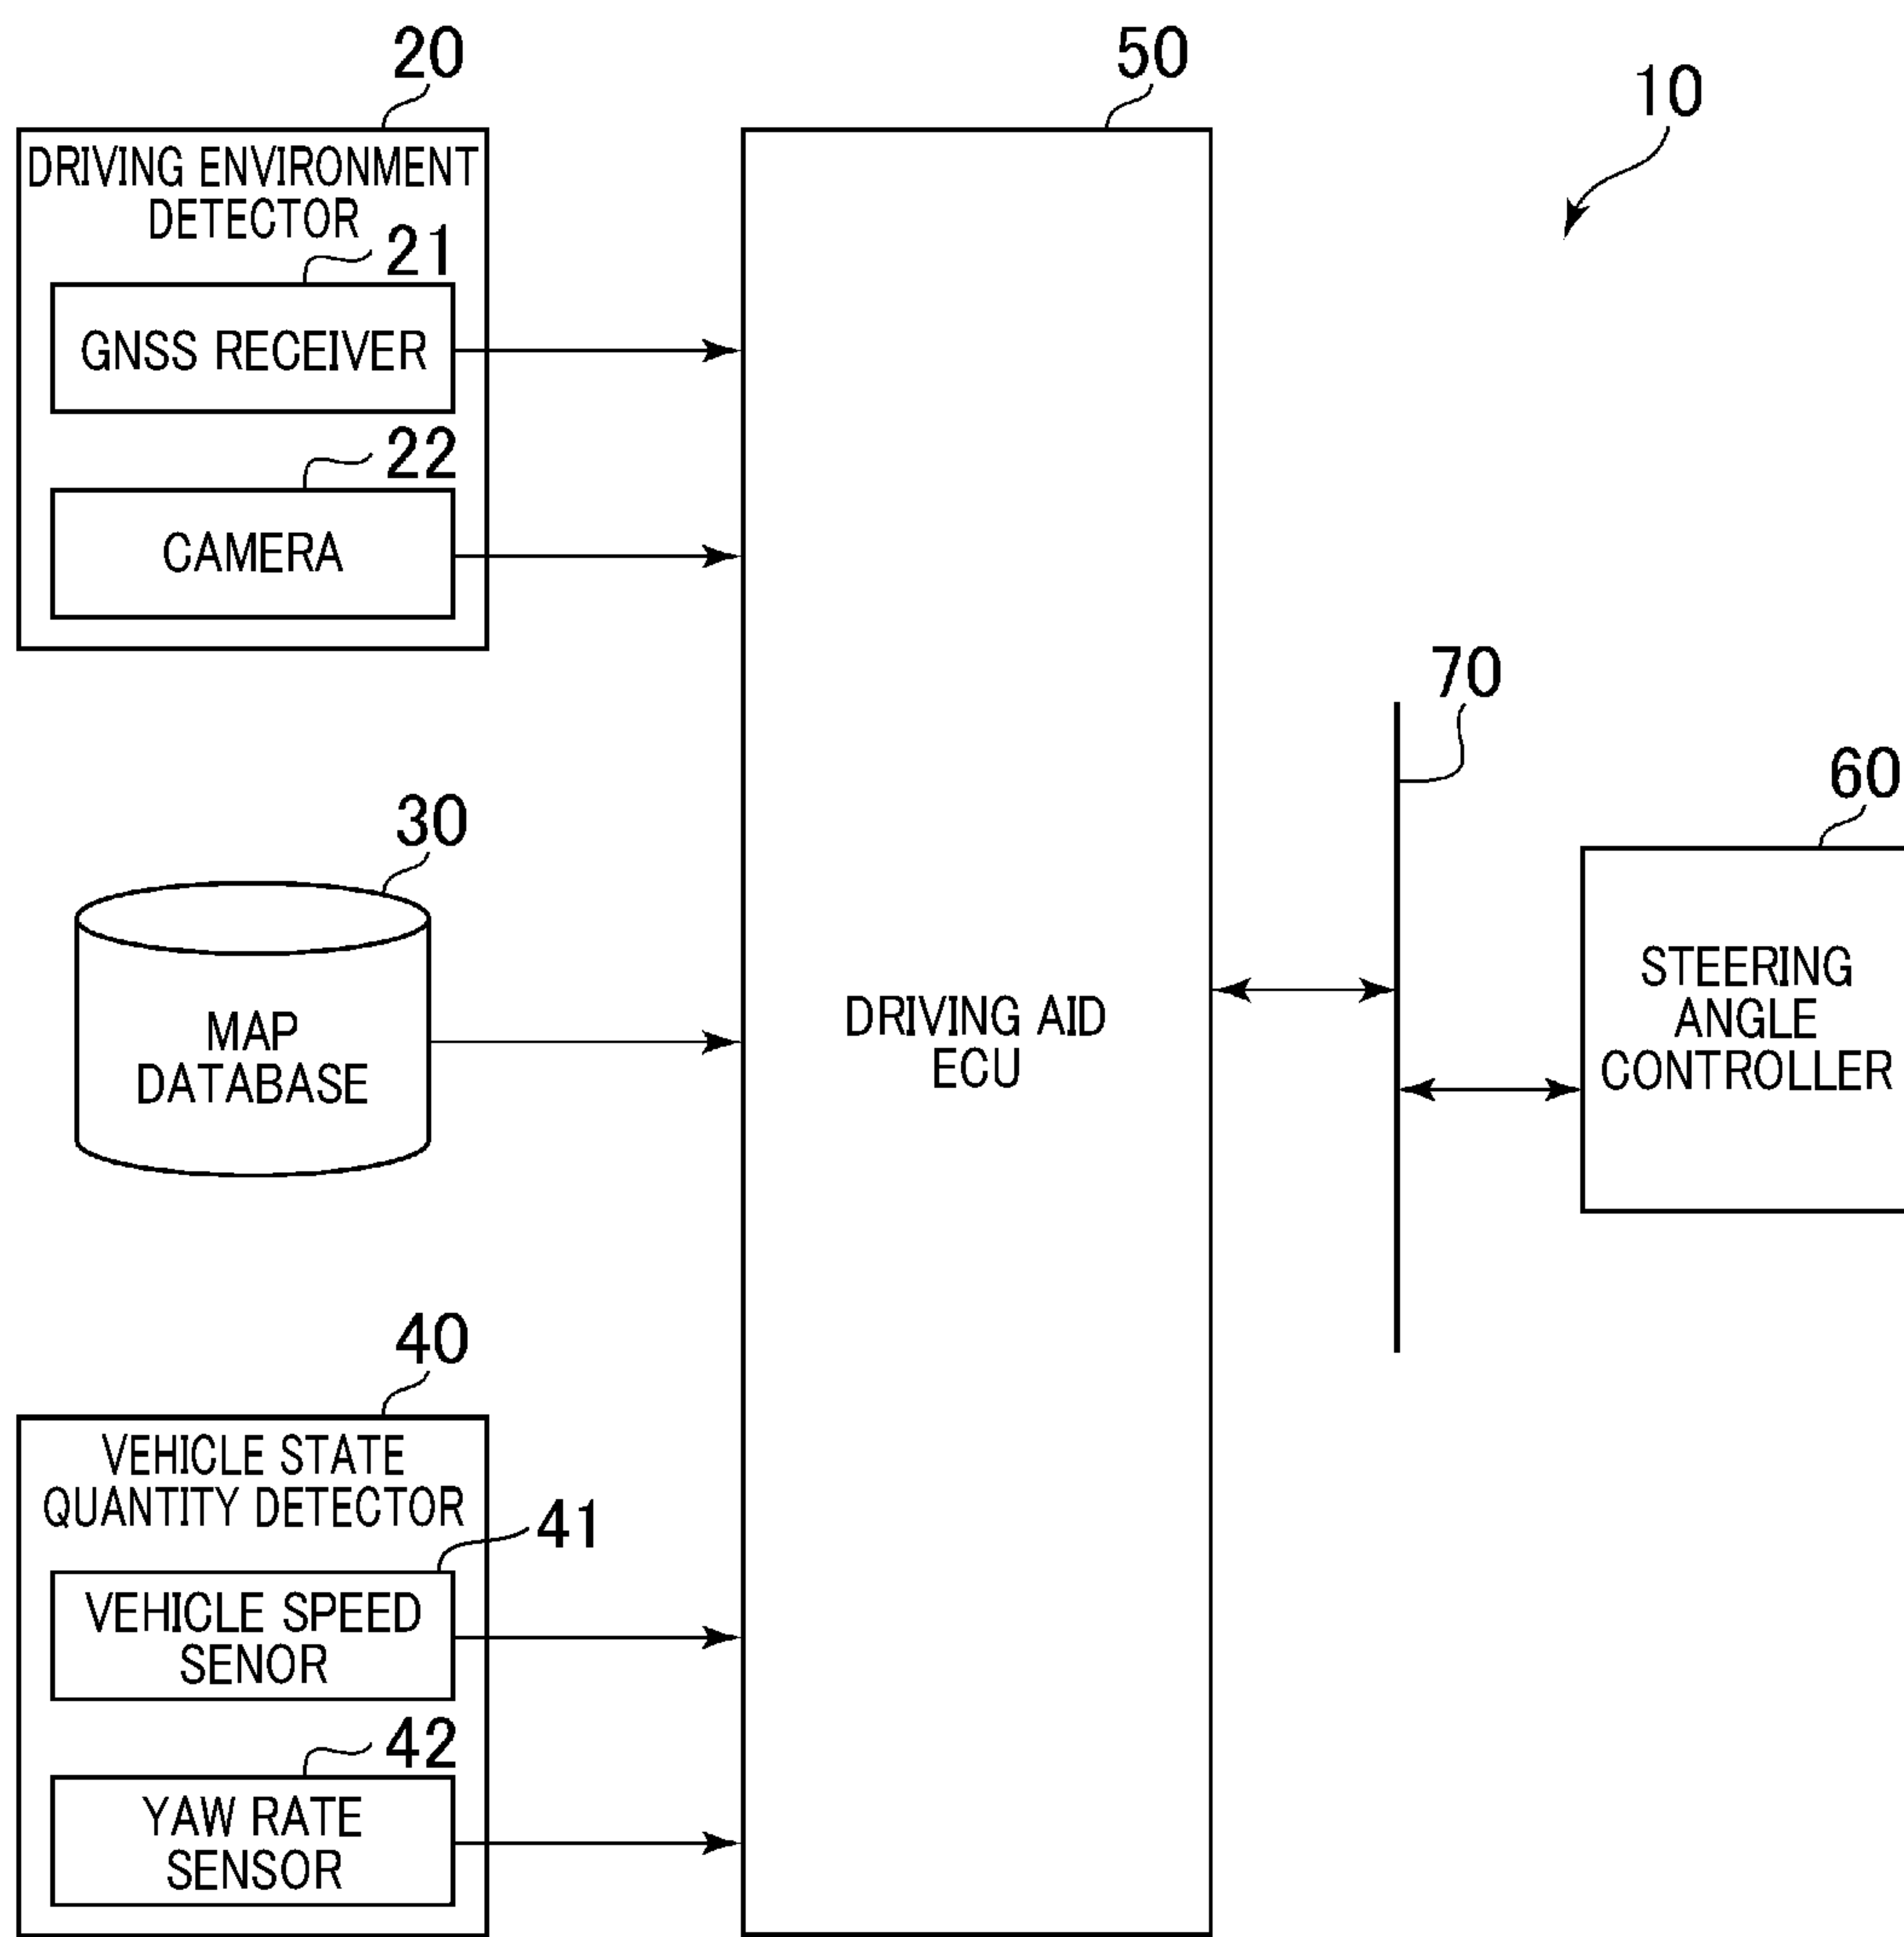 20
50
10
DRIVING ENVIRONMENT
DETECTOR
21
GNSS RECEIVER
22
CAMERA
70
60
30
MAP
DATABASE
DRIVING AID
ECU
STEERING
ANGLE
CONTROLLER
40
VEHICLE STATE
QUANTITY DETECTOR
41
VEHICLE SPEED
SENOR
42
YAW RATE
SENSOR